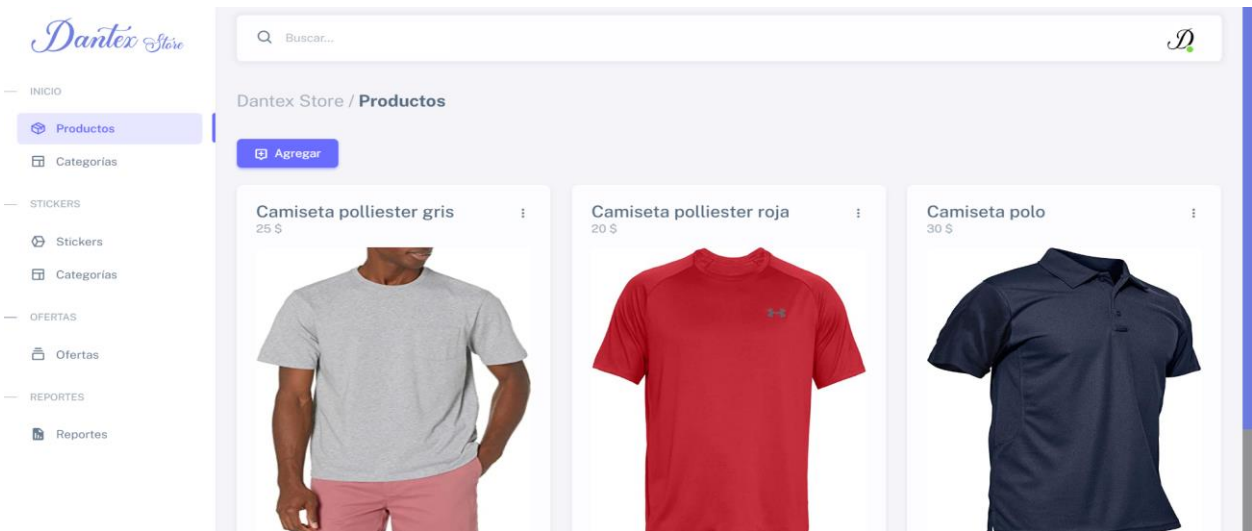 Dantex Store
INICIO
Productos
Categorías
STICKERS
Stickers
Categorías
OFERTAS
Ofertas
REPORTES
Reportes
Buscar...
D
Dantex Store / Productos
Agregar
Camiseta polliester gris
25 $
Camiseta polliester roja
20 $
Camiseta polo
30 $